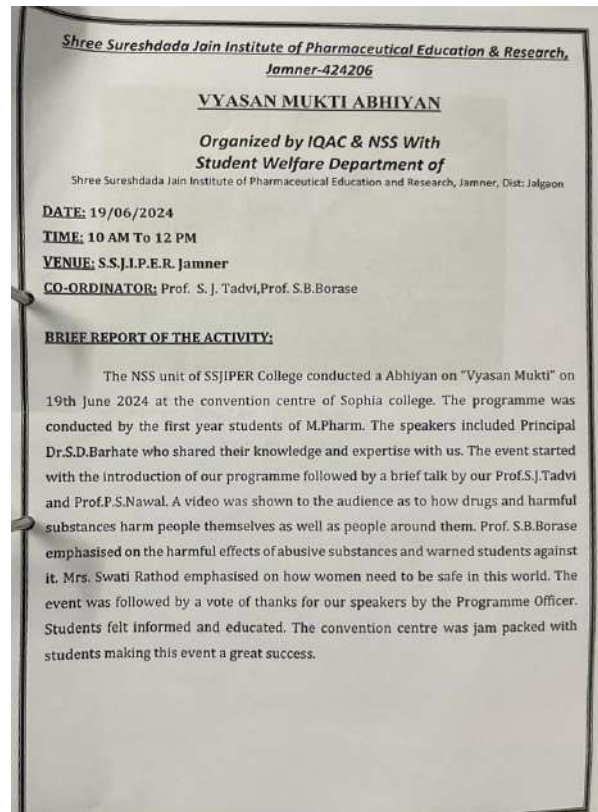 Shree Sureshdada Jain Institute of Pharmaceutical Education & Research,
Jamner-424206
VYASAN MUKTI ABHIYAN
Organized by IQAC & NSS With
Student Welfare Department of
Shree Sureshdada Jain Institute of Pharmaceutical Education and Research, Jamner, Dist: Jalgaon
DATE: 19/06/2024
TIME: 10 AM To 12 PM
VENUE: S.S.J.I.P.E.R. Jamner
CO-ORDINATOR: Prof. S. J. Tadvi,Prof. S.B.Borase
BRIEF REPORT OF THE ACTIVITY:
The NSS unit of SSJIPER College conducted a Abhiyan on "Vyasan Mukti" on
19th June 2024 at the convention centre of Sophia college. The programme was
conducted by the first year students of M.Pharm. The speakers included Principal
Dr.S.D.Barhate who shared their knowledge and expertise with us. The event started
with the introduction of our programme followed by a brief talk by our Prof.S.J.Tadvi
and Prof.P.S.Nawal. A video was shown to the audience as to how drugs and harmful
substances harm people themselves as well as people around them. Prof. S.B.Borase
emphasised on the harmful effects of abusive substances and warned students against
it. Mrs. Swati Rathod emphasised on how women need to be safe in this world. The
event was followed by a vote of thanks for our speakers by the Programme Officer.
Students felt informed and educated. The convention centre was jam packed with
students making this event a great success.